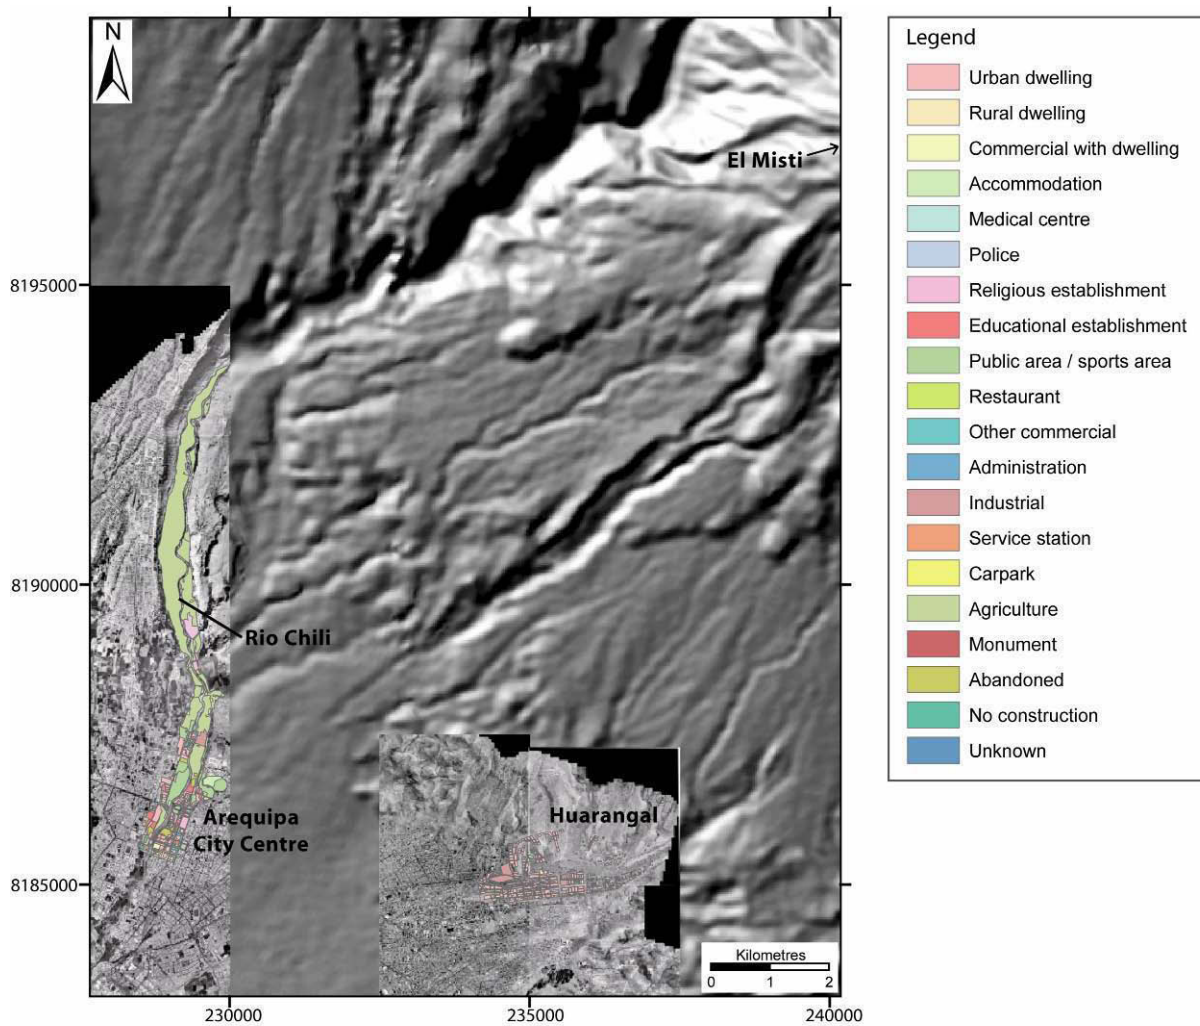 N
El Misti
8195000
8190000
Rio Chili
Arequipa
City Centre
Huarangal
8185000
Kilometres
0 1 2
230000 235000 240000
Legend
Urban dwelling
Rural dwelling
Commercial with dwelling
Accommodation
Medical centre
Police
Religious establishment
Educational establishment
Public area / sports area
Restaurant
Other commercial
Administration
Industrial
Service station
Carpark
Agriculture
Monument
Abandoned
No construction
Unknown